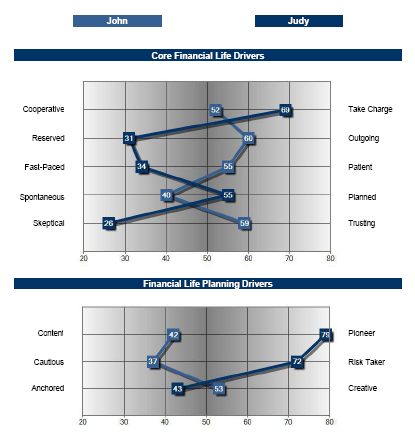 John Judy
Core Financial Life Drivers
Cooperative 52 69 Take Charge
Reserved 31 60 Outgoing
Fast-Paced 34 55 Patient
Spontaneous 40 55 Planned
Skeptical 26 59 Trusting
20 30 40 50 60 70 80
Financial Life Planning Drivers
Content 42 79 Pioneer
Cautious 37 72 Risk Taker
Anchored 43 53 Creative
20 30 40 50 60 70 80